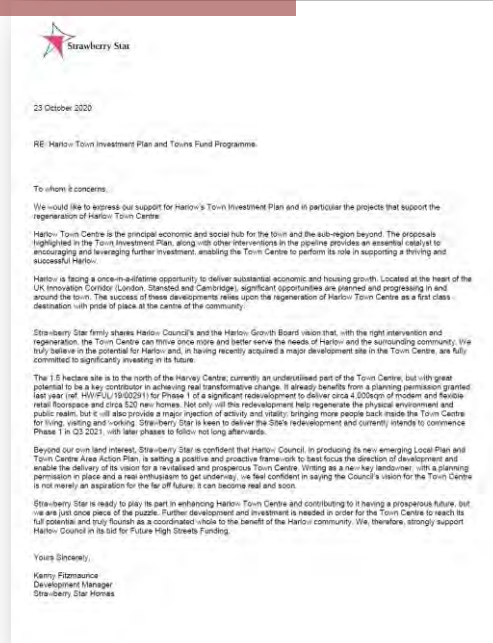 Strawberry Star
23 October 2020
RE: Harlow Town Investment Plan and Towns Fund Programme.
To whom it concerns,
We would like to express our support for Harlow's Town Investment Plan and in particular the projects that support the
regeneration of Harlow Town Centre.
Harlow Town Centre is the principal economic and social hub for the town and the sub-region beyond. The proposals
highlighted in the Town Investment Plan, along with other interventions in the pipeline provides an essential catalyst to
encouraging and leveraging further investment, enabling the Town Centre to perform its role in supporting a thriving and
successful Harlow.
Harlow is facing a once-in-a-lifetime opportunity to deliver substantial economic and housing growth. Located at the heart of the
UK Innovation Corridor (London, Stansted and Cambridge), significant opportunities are planned and progressing in and
around the town. The success of these developments relies upon the regeneration of Harlow Town Centre as a first class
destination with pride of place at the centre of the community.
Strawberry Star firmly shares Harlow Council's and the Harlow Growth Board vision that, with the right intervention and
regeneration, the Town Centre can thrive once more and better serve the needs of Harlow and the surrounding community. We
truly believe in the potential for Harlow and, in having recently acquired a major development site in the Town Centre, are fully
committed to significantly investing in its future.
The 1.5 hectare site is to the north of the Harvey Centre; currently an underutilised part of the Town Centre, but with great
potential to be a key contributor in achieving real transformative change. It already benefits from a planning permission granted
last year (ref. HW/FUL/19/00291) for Phase 1 of a significant redevelopment to deliver circa 4,000sqm of modern and flexible
retail floorspace and circa 520 new homes. Not only will this redevelopment help regenerate the physical environment and
public realm, but it will also provide a major injection of activity and vitality; bringing more people back inside the Town Centre
for living, visiting and working. Strawberry Star is keen to deliver the Site's redevelopment and currently intends to commence
Phase 1 in Q3 2021, with later phases to follow not long afterwards.
Beyond our own land interest, Strawberry Star is confident that Harlow Council, in producing its new emerging Local Plan and
Town Centre Area Action Plan, is setting a positive and proactive framework to best focus the direction of development and
enable the delivery of its vision for a revitalised and prosperous Town Centre. Writing as a new key landowner, with a planning
permission in place and a real enthusiasm to get underway, we feel confident in saying the Council's vision for the Town Centre
is not merely an aspiration for the far off future; it can become real and soon.
Strawberry Star is ready to play its part in enhancing Harlow Town Centre and contributing to it having a prosperous future, but
we are just once piece of the puzzle. Further development and investment is needed in order for the Town Centre to reach its
full potential and truly flourish as a coordinated whole to the benefit of the Harlow community. We, therefore, strongly support
Harlow Council in its bid for Future High Streets Funding.
Yours Sincerely,
Kenny Fitzmaurice
Development Manager
Strawberry Star Homes